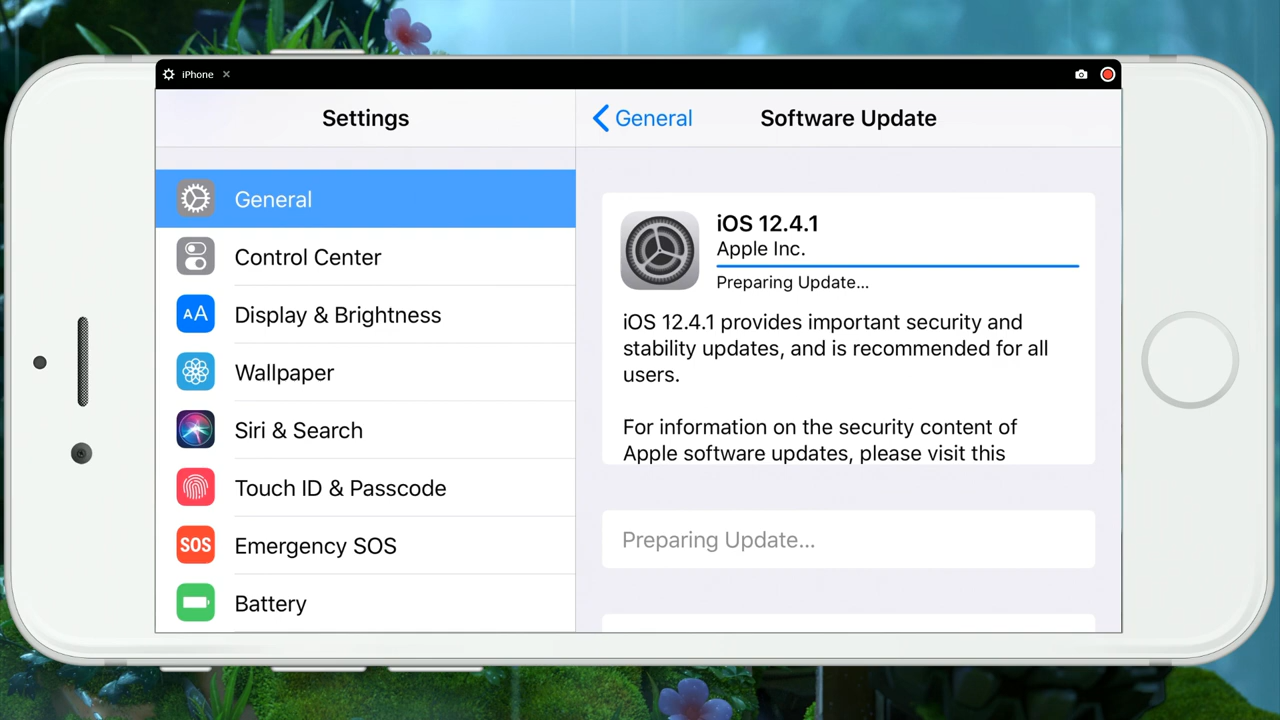 iPhone
Settings
General
Software Update
General
Control Center
AA
Display & Brightness
Wallpaper
Siri & Search
Touch ID & Passcode
SOS
Emergency SOS
Battery
iOS 12.4.1
Apple Inc.
Preparing Update...
iOS 12.4.1 provides important security and
stability updates, and is recommended for all
users.
For information on the security content of
Apple software updates, please visit this
Preparing Update...